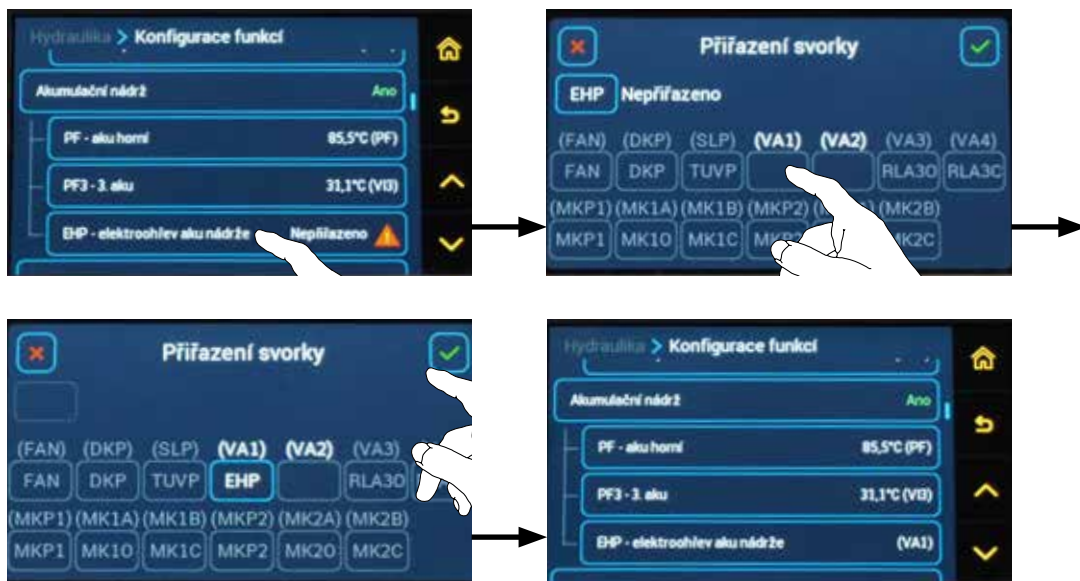 Hydraulika > Konfigurace funkcí
Akumulační nádrž Ano
PF - aku horní 85,5°C (PF)
PF3 - 3. aku 31,1°C (VI3)
EHP - elektroohřev aku nádrže Nepřiřazeno
Přiřazení svorky
EHP Nepřiřazeno
(FAN) (DKP) (SLP) (VA1) (VA2) (VA3) (VA4)
FAN DKP TUVP RLA3O RLA3C
(MKP1) (MK1A) (MK1B) (MKP2) (MK2B)
MKP1 MK1O MK1C
Přiřazení svorky
(FAN) (DKP) (SLP) (VA1) (VA2) (VA3)
FAN DKP TUVP EHP RLA3O
(MKP1) (MK1A) (MK1B) (MKP2) (MK2A) (MK2B)
MKP1 MK1O MK1C MKP2 MK2O MK2C
Hydraulika > Konfigurace funkcí
Akumulační nádrž Ano
PF - aku horní 85,5°C (PF)
PF3 - 3. aku 31,1°C (VI3)
EHP - elektroohřev aku nádrže (VA1)